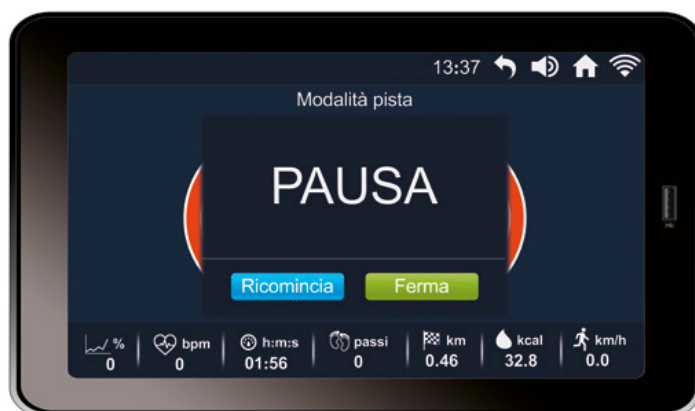 13:37
Modalità pista
PAUSA
Ricomincia Ferma
% bpm h:m:s passi km kcal km/h
0 0 01:56 0 0.46 32.8 0.0